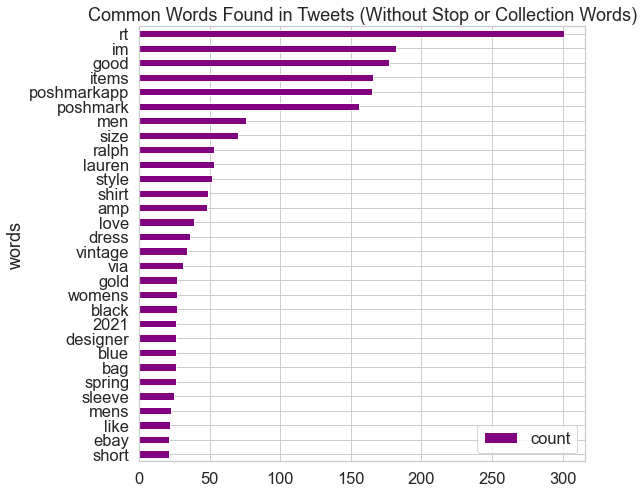 Common Words Found in Tweets (Without Stop or Collection Words)
rt
im
good
items
poshmarkapp
poshmark
men
size
ralph
lauren
style
shirt
amp
love
dress
vintage
via
gold
womens
black
2021
designer
blue
bag
spring
sleeve
mens
like
ebay
short
words
count
0 50 100 150 200 250 300